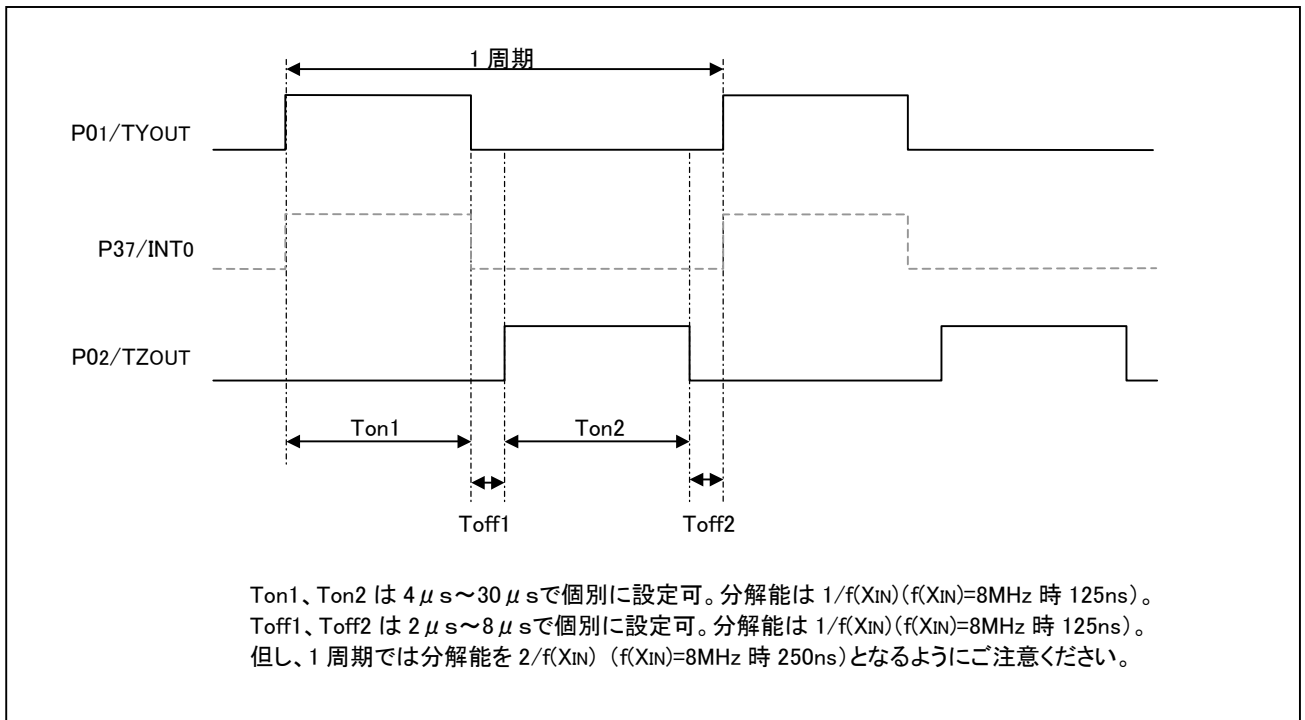 1 周期
P01/TYOUT
P37/INT0
P02/TZOUT
Ton1
Ton2
Toff1
Toff2
Ton1、Ton2 は 4μs～30μsで個別に設定可。分解能は 1/f(XIN)(f(XIN)=8MHz 時 125ns)。
Toff1、Toff2 は 2μs～8μsで個別に設定可。分解能は 1/f(XIN)(f(XIN)=8MHz 時 125ns)。
但し、1 周期では分解能を 2/f(XIN) (f(XIN)=8MHz 時 250ns)となるようにご注意ください。